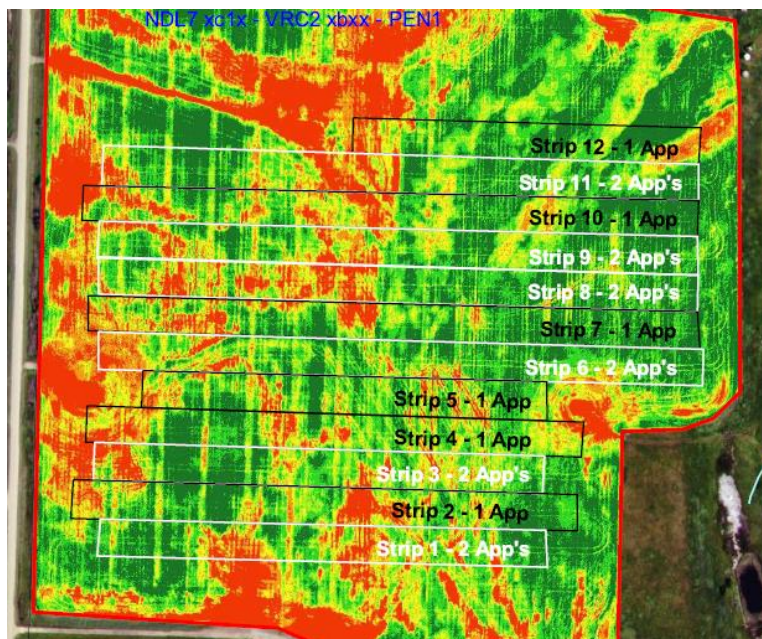 NDL7 xc1x - VRC2 xbxx - PEN1
Strip 12 - 1 App
Strip 11 - 2 App's
Strip 10 - 1 App
Strip 9 - 2 App's
Strip 8 - 2 App's
Strip 7 - 1 App
Strip 6 - 2 App's
Strip 5 - 1 App
Strip 4 - 1 App
Strip 3 - 2 App's
Strip 2 - 1 App
Strip 1 - 2 App's